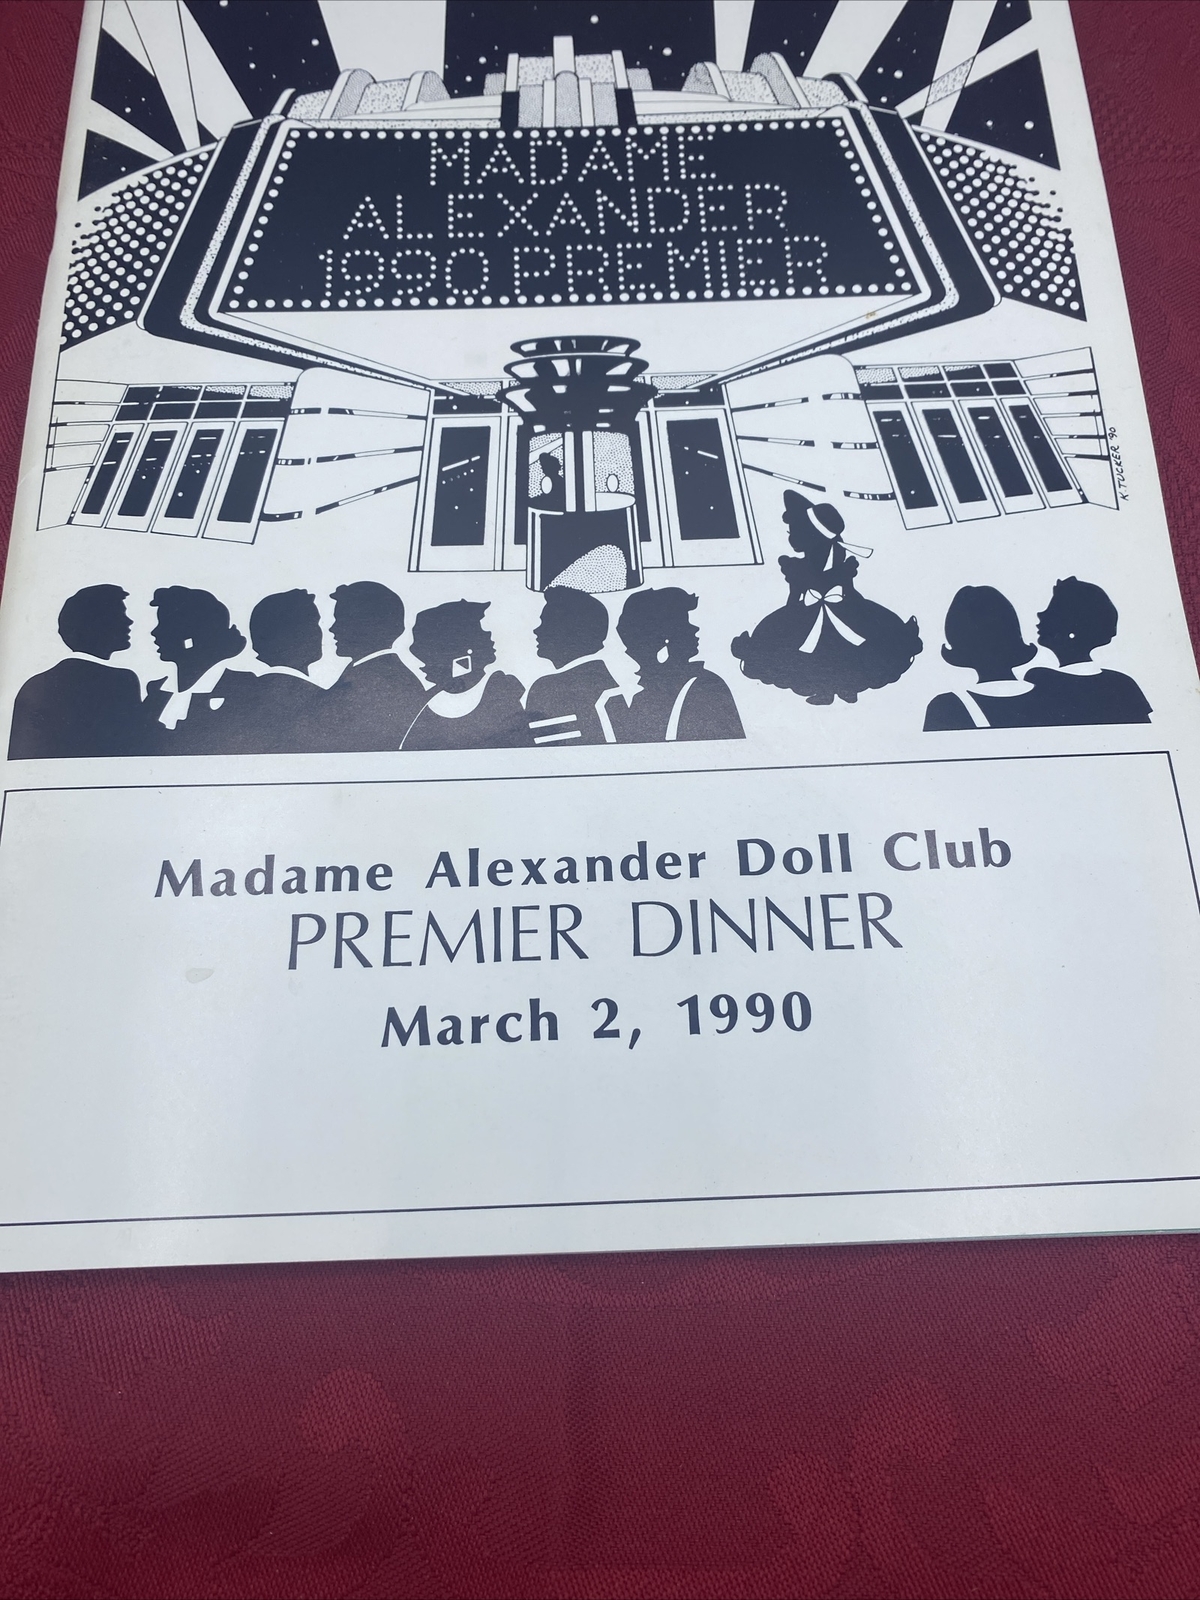 MADAME
ALEXANDER
1990 PREMIER
K. TUCKER '90
Madame Alexander Doll Club
PREMIER DINNER
March 2, 1990